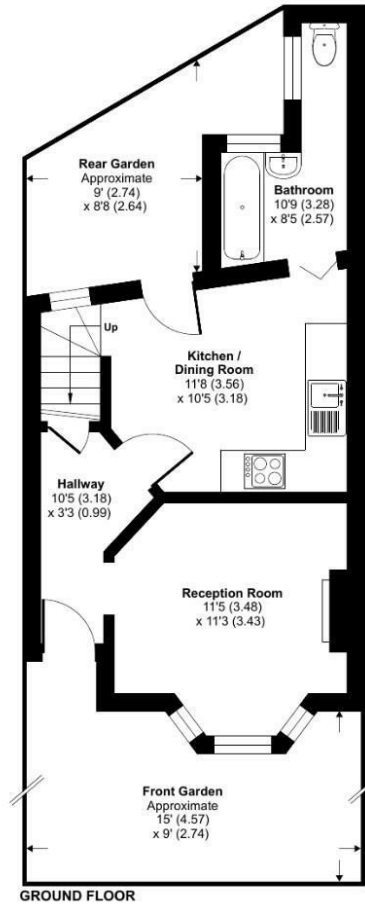 Rear Garden
Approximate
9' (2.74)
x 8'8 (2.64)
Bathroom
10'9 (3.28)
x 8'5 (2.57)
Up
Kitchen /
Dining Room
11'8 (3.56)
x 10'5 (3.18)
Hallway
10'5 (3.18)
x 3'3 (0.99)
Reception Room
11'5 (3.48)
x 11'3 (3.43)
Front Garden
Approximate
15' (4.57)
x 9' (2.74)
GROUND FLOOR